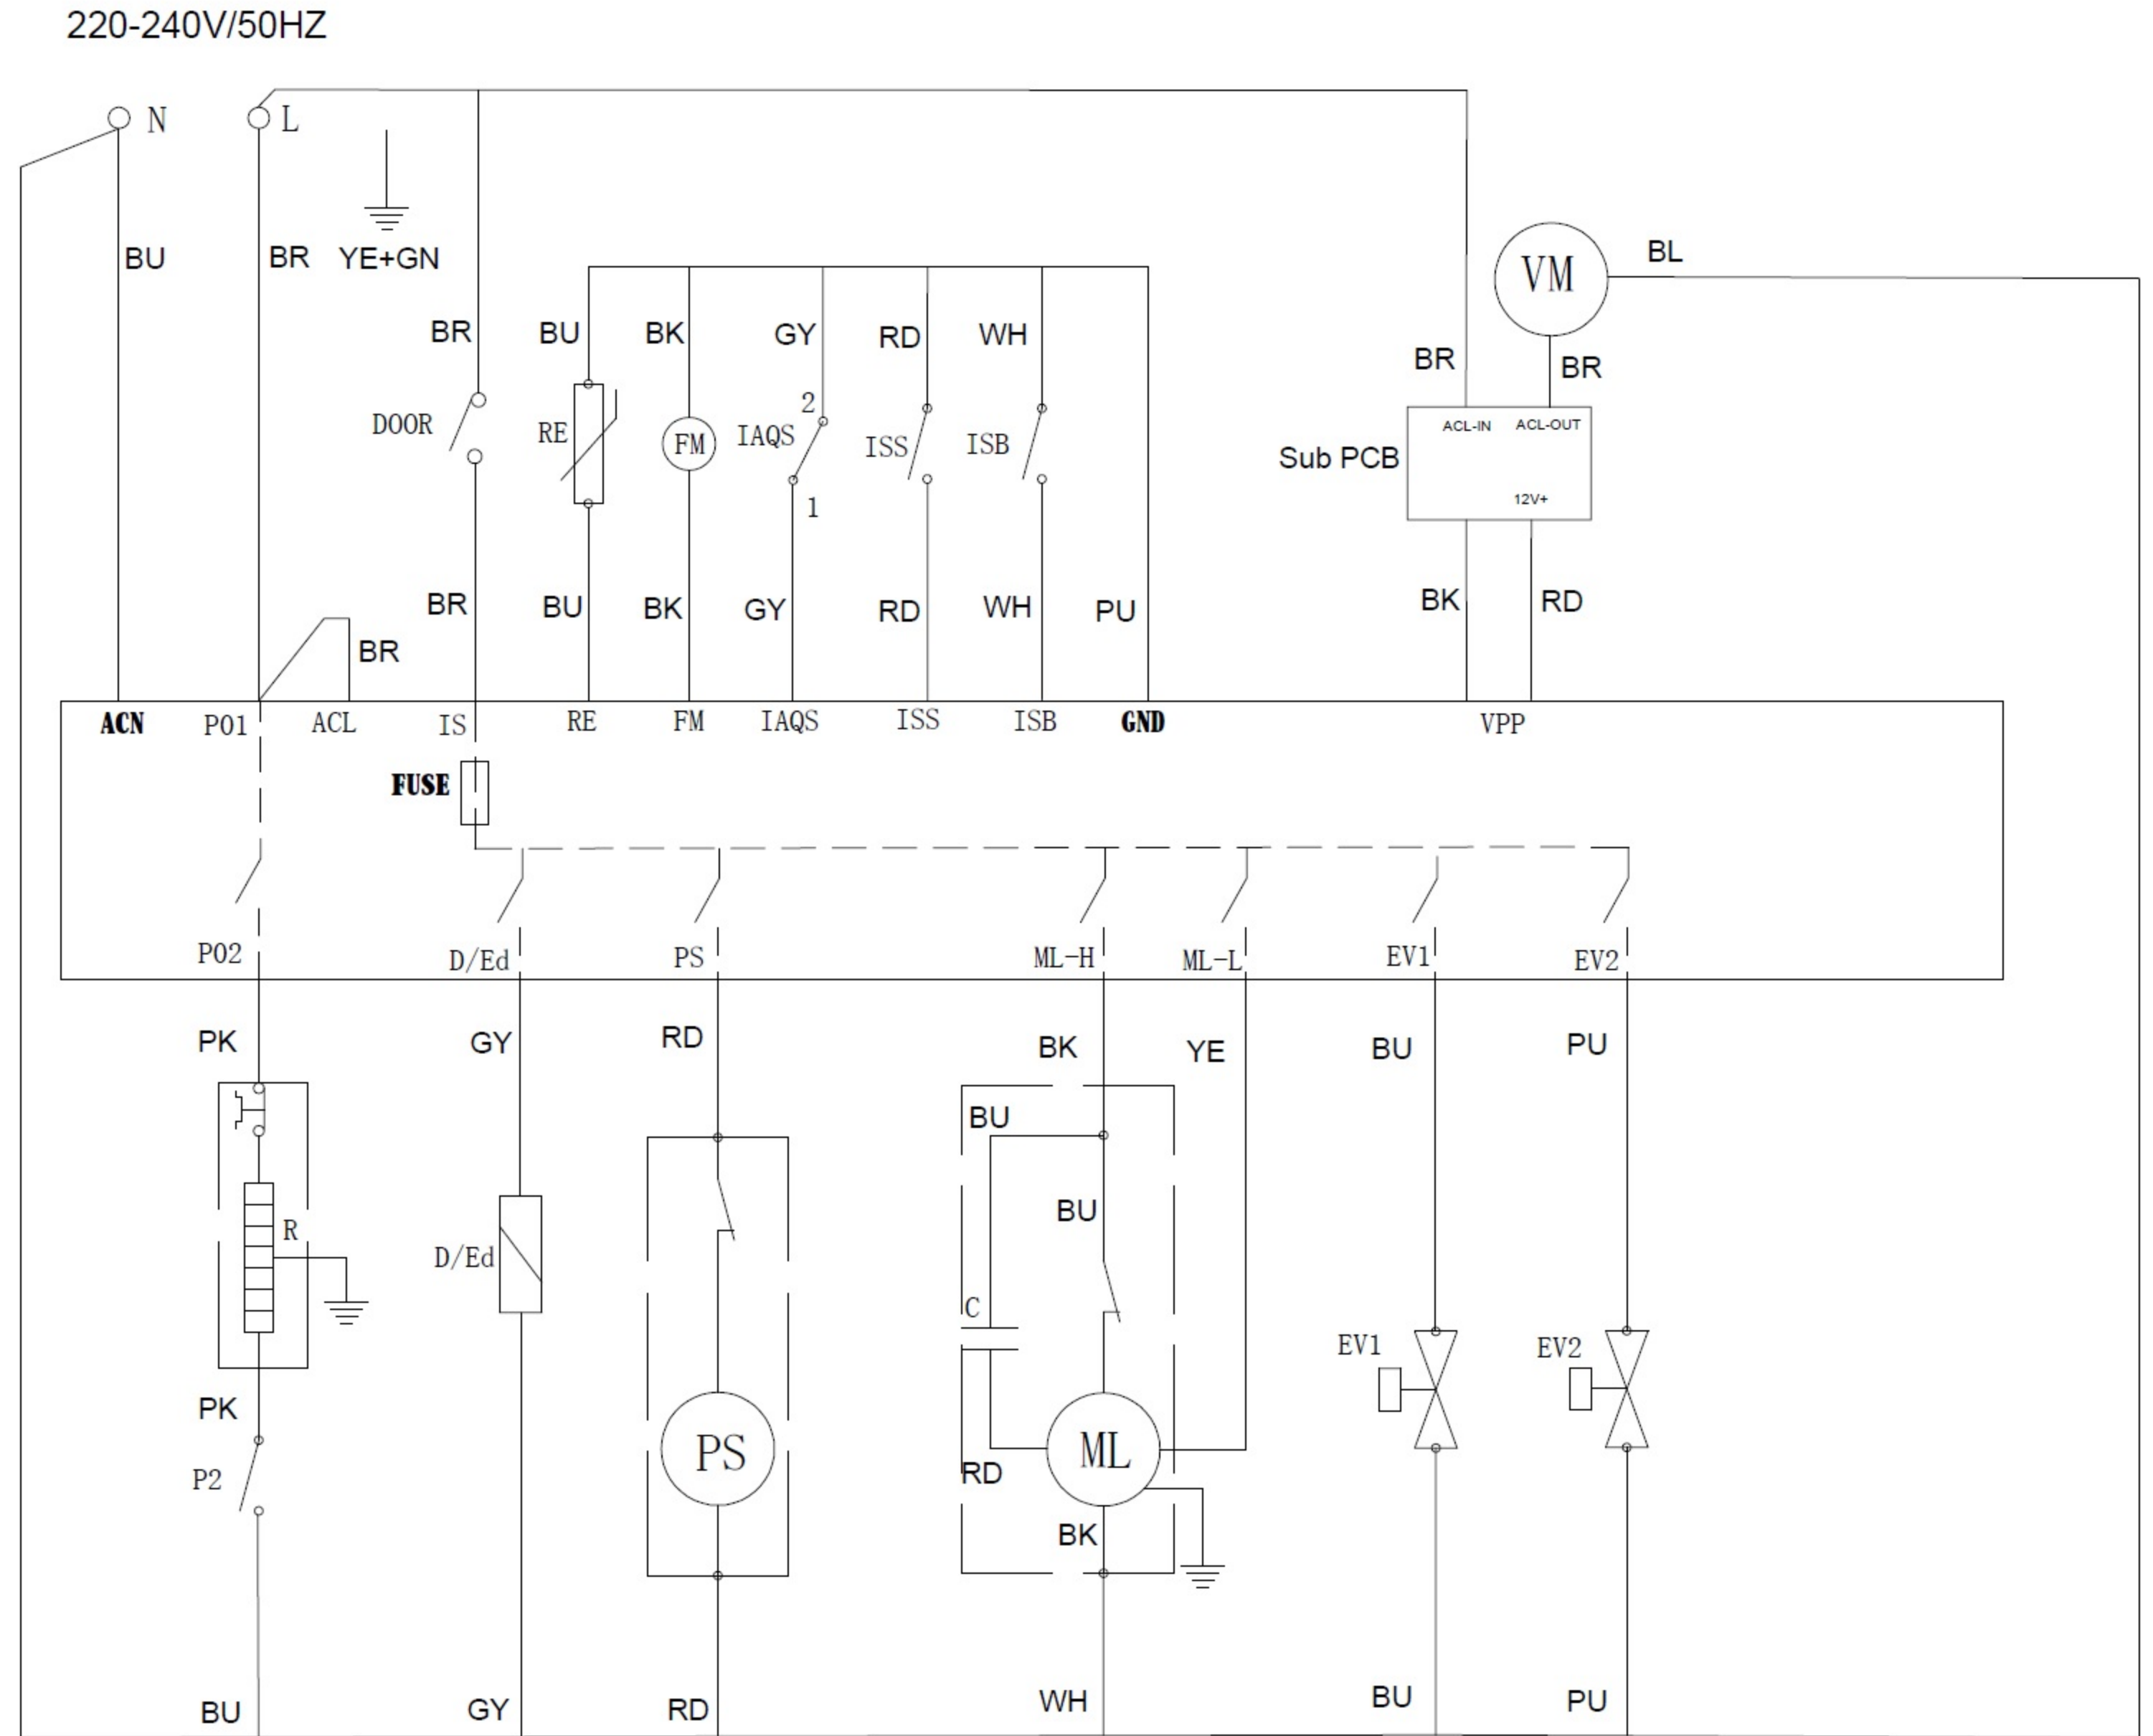 220-240V/50HZ
N
L
BU
BR
YE+GN
VM
BL
BR
BU
BK
GY
RD
WH
BR
BR
DOOR
RE
FM
IAQS
2
1
ISS
ISB
Sub PCB
ACL-IN
ACL-OUT
12V+
BR
BR
BU
BK
GY
RD
WH
PU
BK
RD
ACN
P01
ACL
IS
RE
FM
IAQS
ISS
ISB
GND
VPP
FUSE
P02
D/Ed
PS
ML-H
ML-L
EV1
EV2
PK
GY
RD
BK
YE
BU
PU
BU
BU
R
D/Ed
C
EV1
EV2
PK
P2
PS
ML
RD
BK
BU
GY
RD
WH
BU
PU